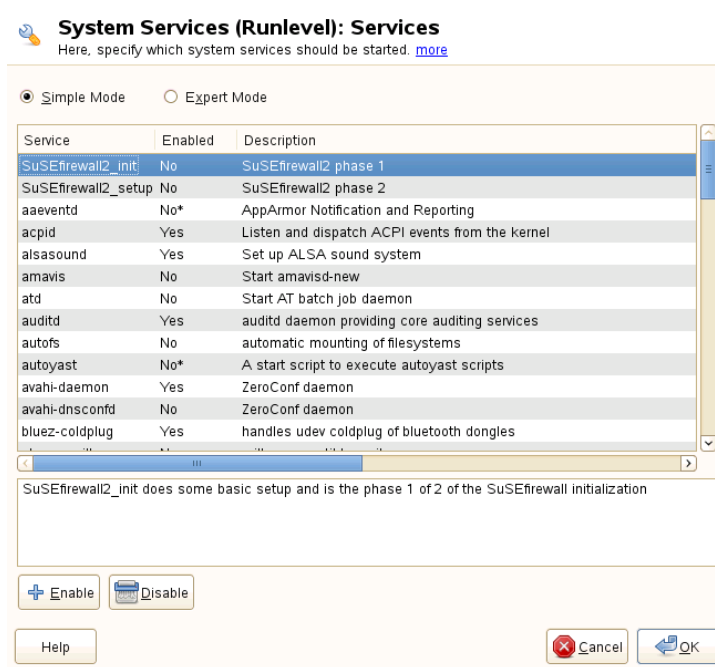 System Services (Runlevel): Services
Here, specify which system services should be started. more
Simple Mode Expert Mode
Service Enabled Description
SuSEfirewall2_init No SuSEfirewall2 phase 1
SuSEfirewall2_setup No SuSEfirewall2 phase 2
aaeventd No* AppArmor Notification and Reporting
acpid Yes Listen and dispatch ACPI events from the kernel
alsasound Yes Set up ALSA sound system
amavis No Start amavisd-new
atd No Start AT batch job daemon
auditd Yes auditd daemon providing core auditing services
autofs No automatic mounting of filesystems
autoyast No* A start script to execute autoyast scripts
avahi-daemon Yes ZeroConf daemon
avahi-dnsconfd No ZeroConf daemon
bluez-coldplug Yes handles udev coldplug of bluetooth dongles
SuSEfirewall2_init does some basic setup and is the phase 1 of 2 of the SuSEfirewall initialization
Enable Disable
Help Cancel OK